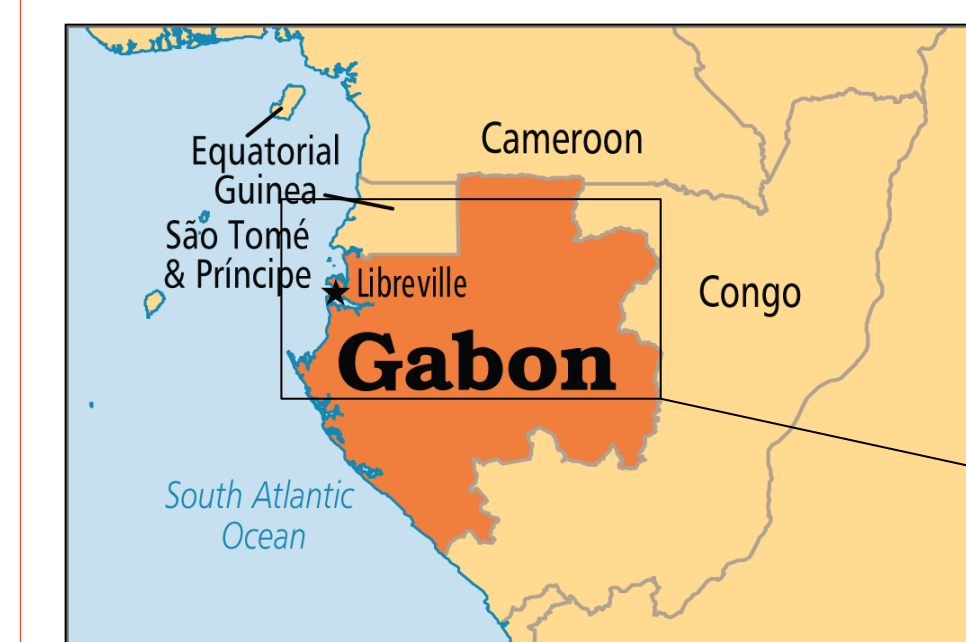 Cameroon
Equatorial
Guinea
São Tomé
& Príncipe
Libreville
Congo
Gabon
South Atlantic
Ocean